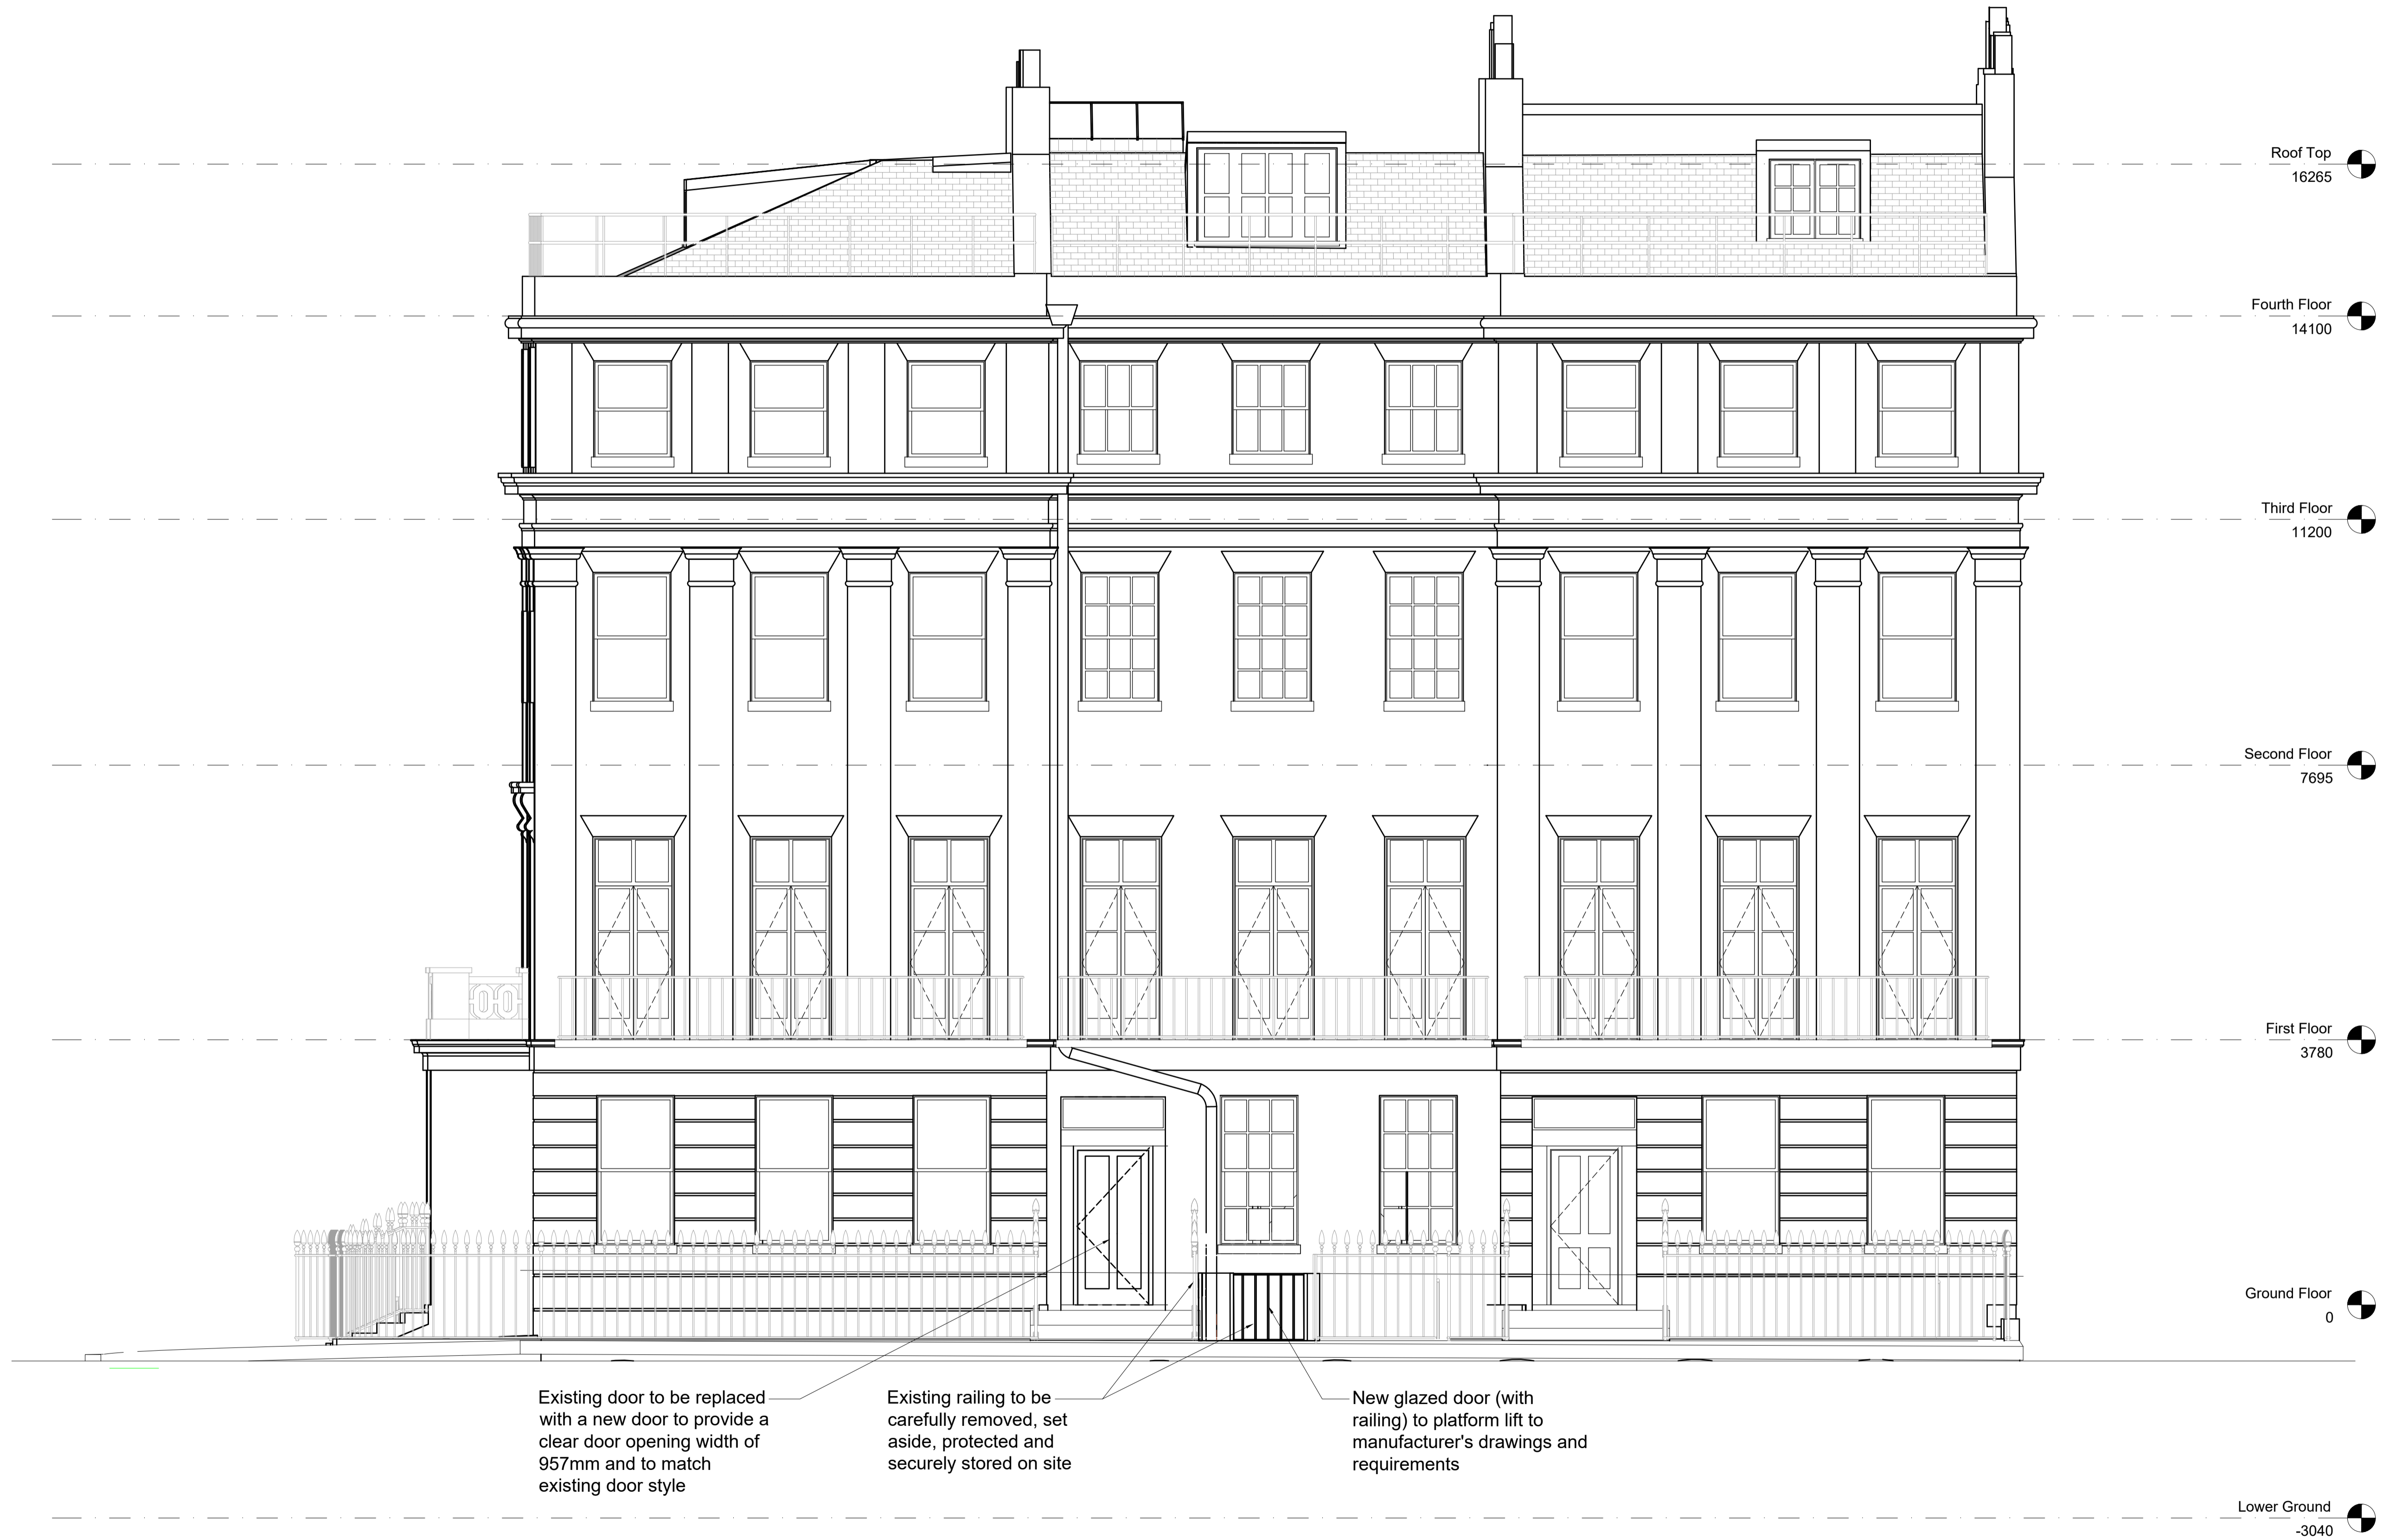 Roof Top
16265
Fourth Floor
14100
Third Floor
11200
Second Floor
7695
First Floor
3780
Ground Floor
0
Existing door to be replaced
with a new door to provide a
clear door opening width of
957mm and to match
existing door style
Existing railing to be
carefully removed, set
aside, protected and
securely stored on site
New glazed door (with
railing) to platform lift to
manufacturer's drawings and
requirements
Lower Ground
-3040